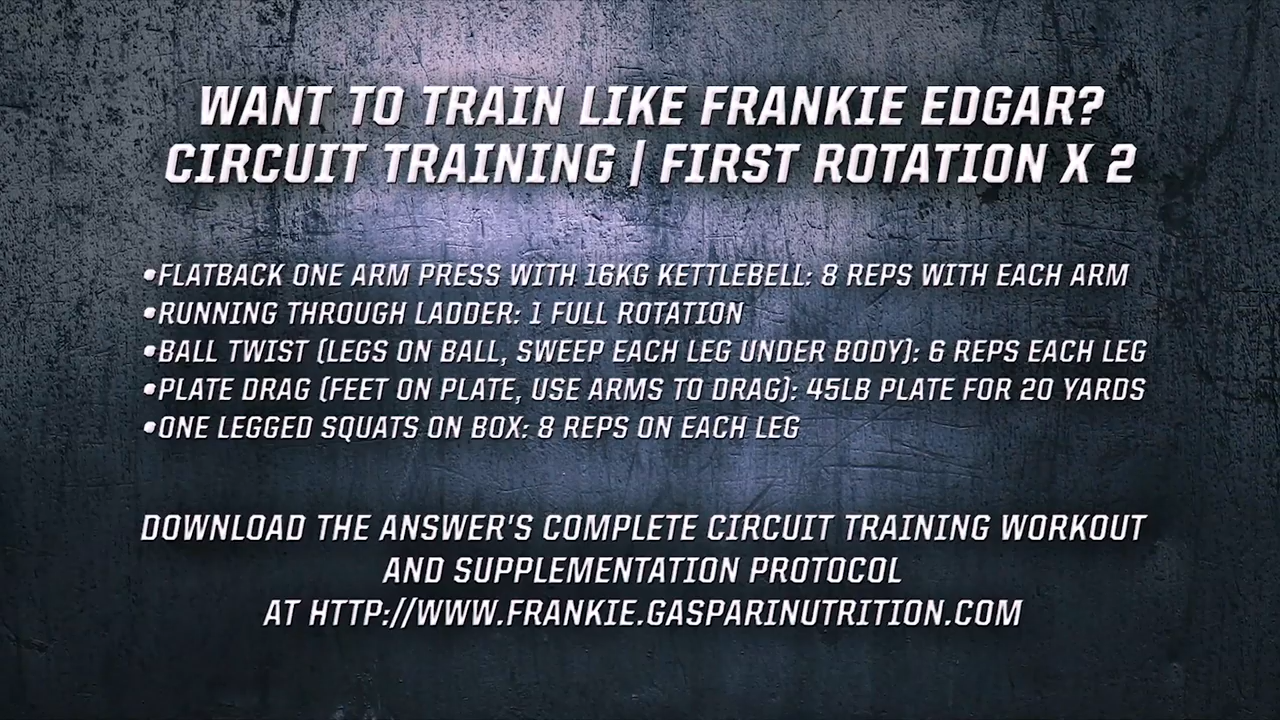 WANT TO TRAIN LIKE FRANKIE EDGAR?
CIRCUIT TRAINING | FIRST ROTATION X 2
•FLATBACK ONE ARM PRESS WITH 16KG KETTLEBELL: 8 REPS WITH EACH ARM
•RUNNING THROUGH LADDER: 1 FULL ROTATION
•BALL TWIST (LEGS ON BALL, SWEEP EACH LEG UNDER BODY): 6 REPS EACH LEG
•PLATE DRAG (FEET ON PLATE, USE ARMS TO DRAG): 45LB PLATE FOR 20 YARDS
•ONE LEGGED SQUATS ON BOX: 8 REPS ON EACH LEG
DOWNLOAD THE ANSWER'S COMPLETE CIRCUIT TRAINING WORKOUT
AND SUPPLEMENTATION PROTOCOL
AT HTTP://WWW.FRANKIE.GASPARINUTRITION.COM